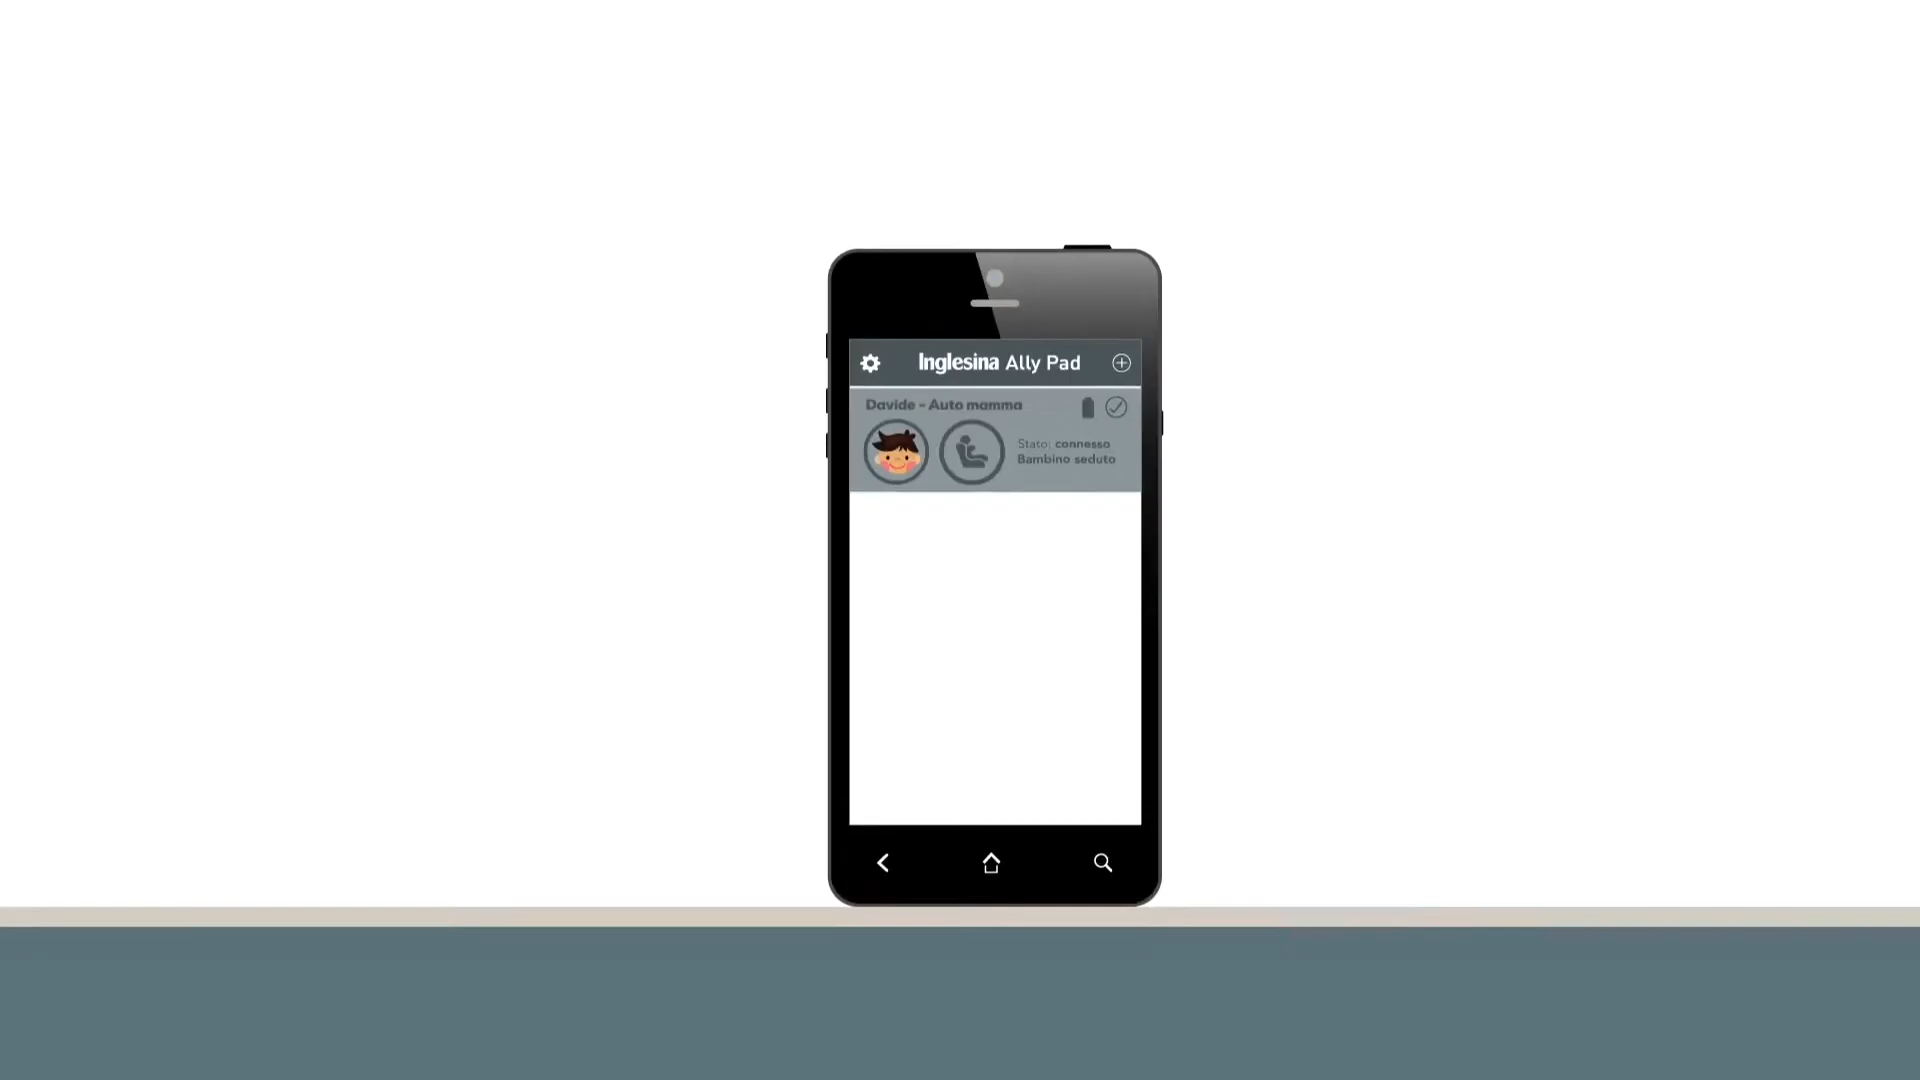 Inglesina Ally Pad
Davide - Auto mamma
Stato: connesso
Bambino seduto